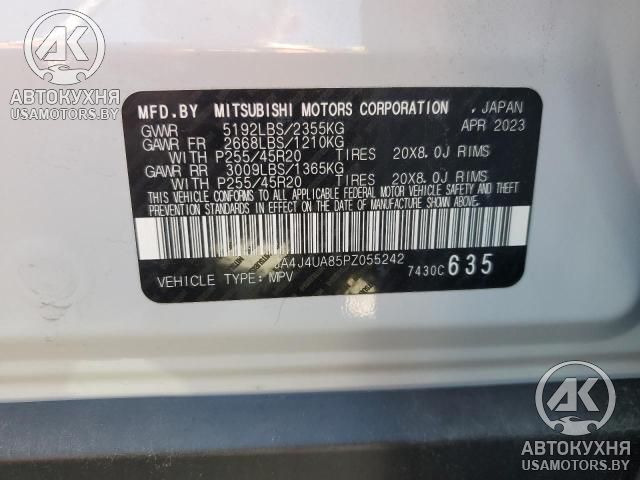 АК
АВТОКУХНЯ
USAMOTORS.BY
MFD.BY MITSUBISHI MOTORS CORPORATION . JAPAN
GVWR 5192LBS/2355KG APR 2023
GAWR FR 2668LBS/1210KG
WITH P255/45R20 TIRES 20X8.0J RIMS
GAWR RR 3009LBS/1365KG
WITH P255/45R20 TIRES 20X8.0J RIMS
THIS VEHICLE CONFORMS TO ALL APPLICABLE FEDERAL MOTOR VEHICLE SAFETY AND THEFT
PREVENTION STANDARDS IN EFFECT ON THE DATE OF MANUFACTURE SHOWN ABOVE.
A4J4UA85PZ055242 7430C 635
VEHICLE TYPE: MPV
АК
АВТОКУХНЯ
USAMOTORS.BY